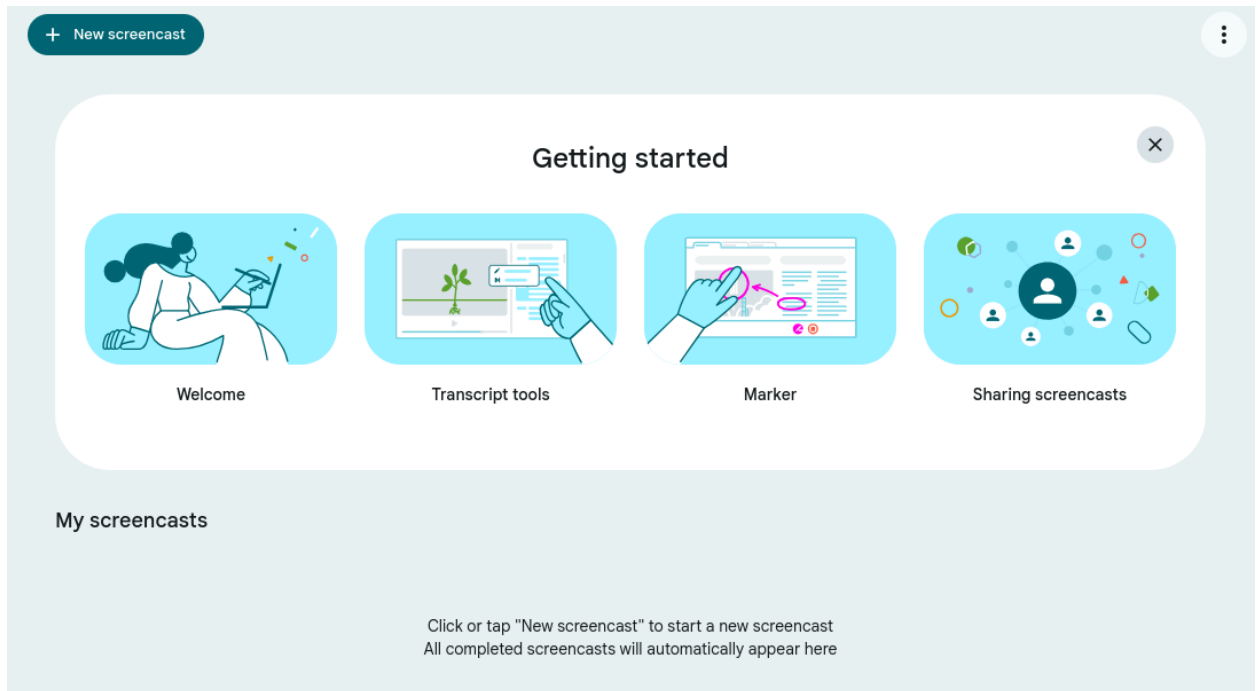 New screencast
Getting started
Welcome
Transcript tools
Marker
Sharing screencasts
My screencasts
Click or tap "New screencast" to start a new screencast
All completed screencasts will automatically appear here